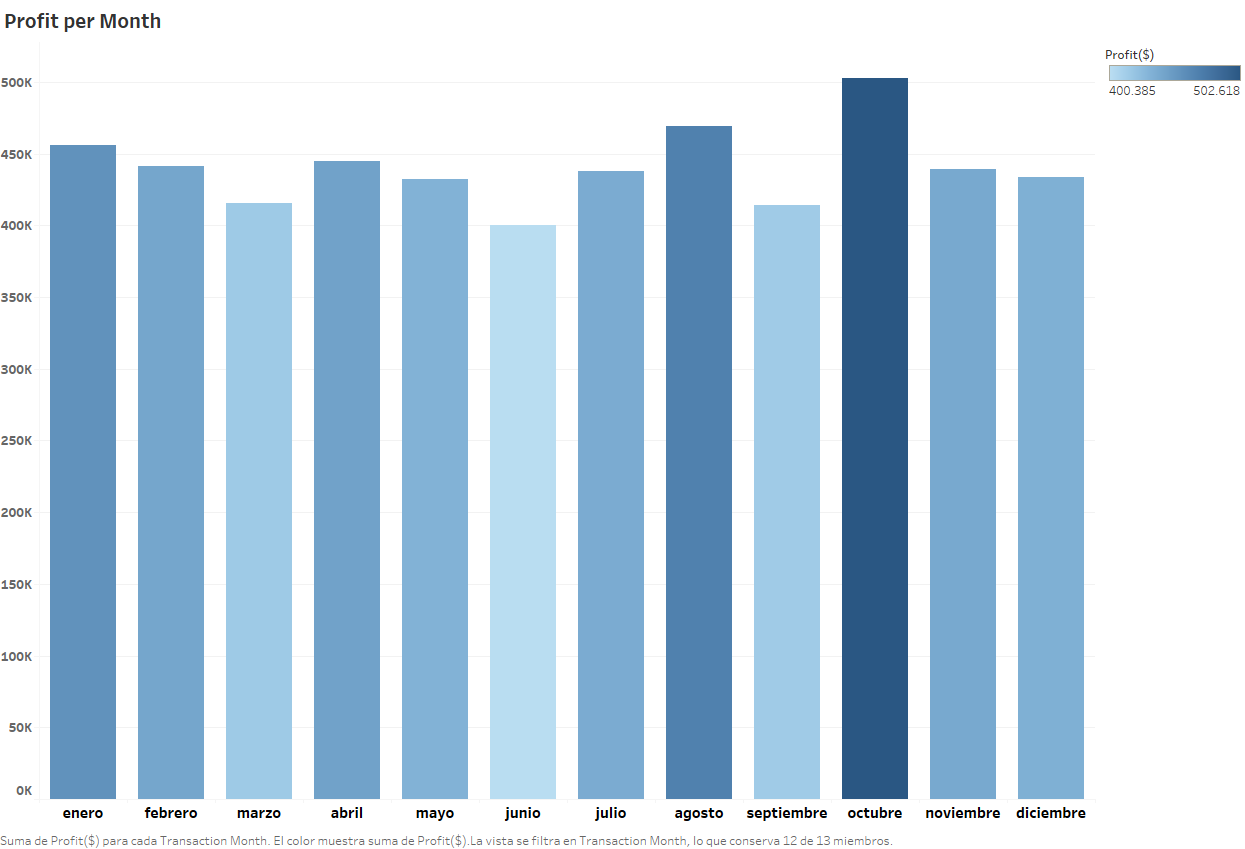 Profit per Month
Profit($)
400.385 502.618
500K
450K
400K
350K
300K
250K
200K
150K
100K
50K
0K
enero febrero marzo abril mayo junio julio agosto septiembre octubre noviembre diciembre
Suma de Profit($) para cada Transaction Month. El color muestra suma de Profit($).La vista se filtra en Transaction Month, lo que conserva 12 de 13 miembros.